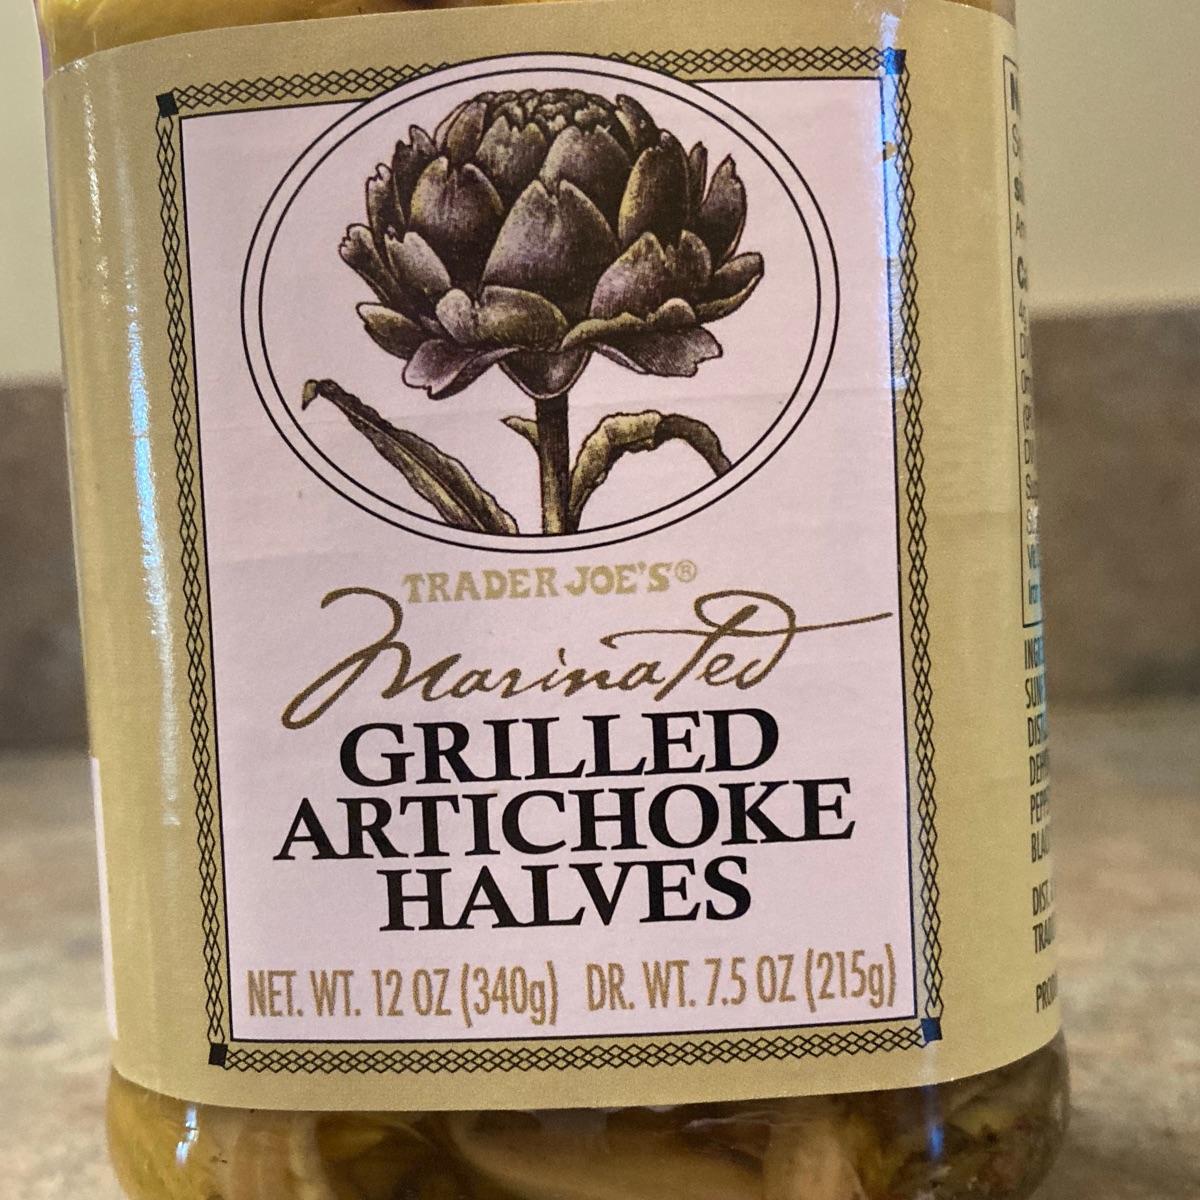 TRADER JOE'S®
Marinated
GRILLED
ARTICHOKE
HALVES
NET. WT. 12 OZ (340g) DR. WT. 7.5 OZ (215g)